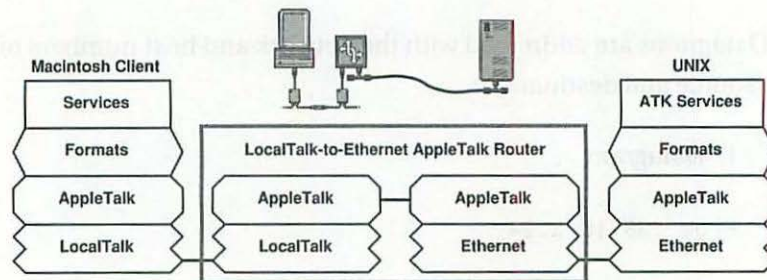 Macintosh Client
Services
Formats
AppleTalk
LocalTalk
LocalTalk-to-Ethernet AppleTalk Router
AppleTalk
LocalTalk
AppleTalk
Ethernet
UNIX
ATK Services
Formats
AppleTalk
Ethernet